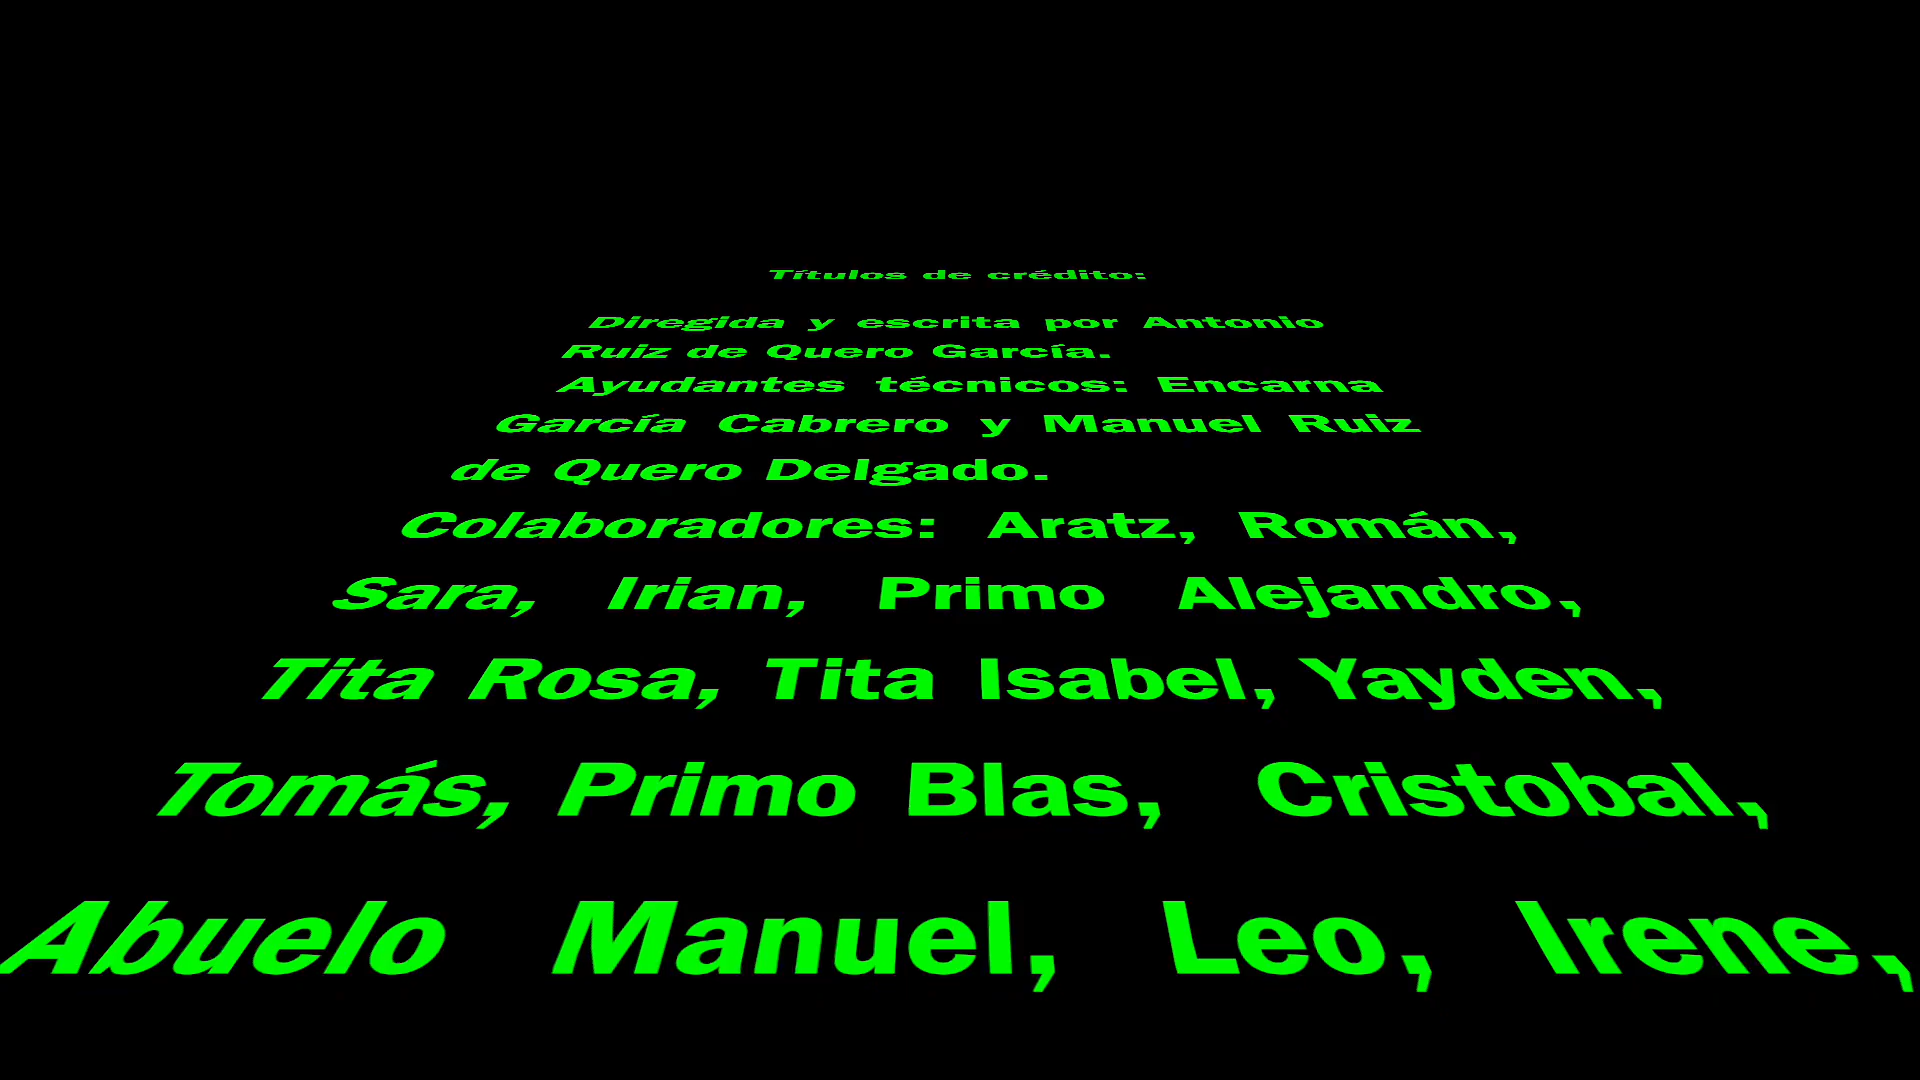 Títulos de crédito:
Diregida y escrita por Antonio
Ruiz de Quero García.
Ayudantes técnicos: Encarna
García Cabrero y Manuel Ruiz
de Quero Delgado.
Colaboradores: Aratz, Román,
Sara, Irian, Primo Alejandro,
Tita Rosa, Tita Isabel, Yayden,
Tomás, Primo Blas, Cristobal,
Abuelo Manuel, Leo, Irene,